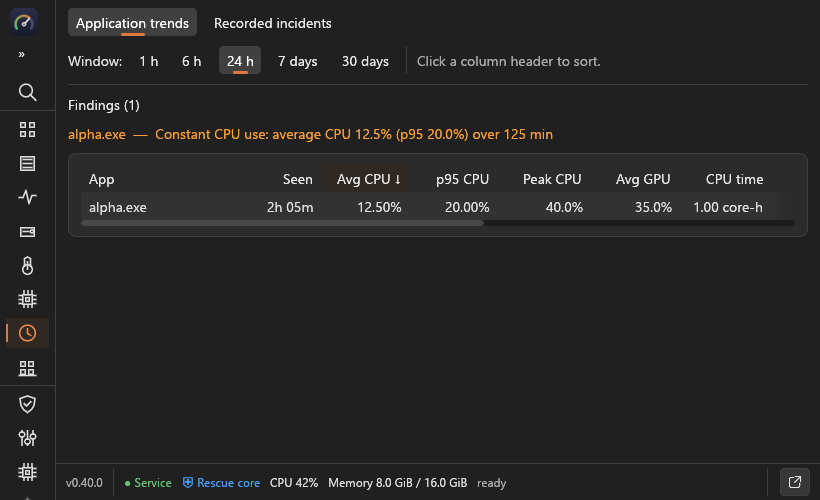 Application trends Recorded incidents
»
Window: 1 h 6 h 24 h 7 days 30 days Click a column header to sort.
Findings (1)
alpha.exe — Constant CPU use: average CPU 12.5% (p95 20.0%) over 125 min
App Seen Avg CPU ↓ p95 CPU Peak CPU Avg GPU CPU time
alpha.exe 2h 05m 12.50% 20.00% 40.0% 35.0% 1.00 core-h
v0.40.0 Service Rescue core CPU 42% Memory 8.0 GiB / 16.0 GiB ready